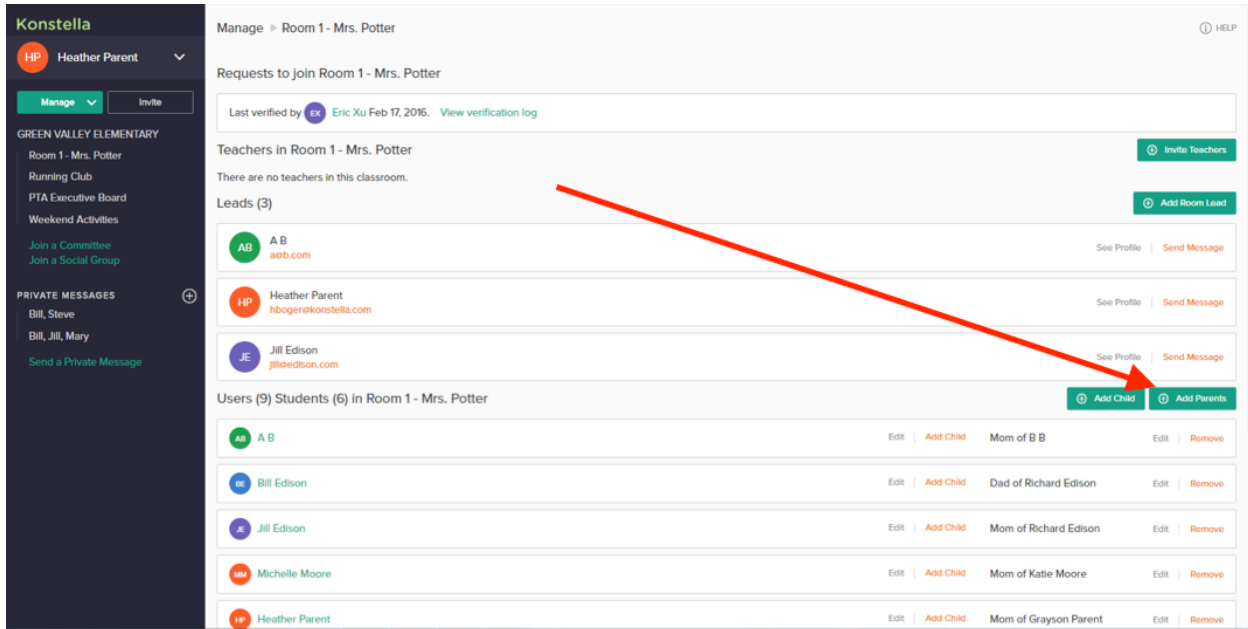 Konstella
HP Heather Parent
Manage Invite
GREEN VALLEY ELEMENTARY
Room 1 - Mrs. Potter
Running Club
PTA Executive Board
Weekend Activities
Join a Committee
Join a Social Group
PRIVATE MESSAGES
Bill, Steve
Bill, Jill, Mary
Send a Private Message
Manage Room 1 - Mrs. Potter
HELP
Requests to join Room 1 - Mrs. Potter
Last verified by EX Eric Xu Feb 17, 2016. View verification log
Teachers in Room 1 - Mrs. Potter
Invite Teachers
There are no teachers in this classroom.
Leads (3)
Add Room Lead
AB A B
a@b.com
See Profile | Send Message
HP Heather Parent
hboger@konstella.com
See Profile | Send Message
JE Jill Edison
jill@edison.com
See Profile | Send Message
Users (9) Students (6) in Room 1 - Mrs. Potter
Add Child Add Parents
AB A B Edit | Add Child Mom of B B Edit | Remove
BE Bill Edison Edit | Add Child Dad of Richard Edison Edit | Remove
JE Jill Edison Edit | Add Child Mom of Richard Edison Edit | Remove
MM Michelle Moore Edit | Add Child Mom of Katie Moore Edit | Remove
HP Heather Parent Edit | Add Child Mom of Grayson Parent Edit | Remove